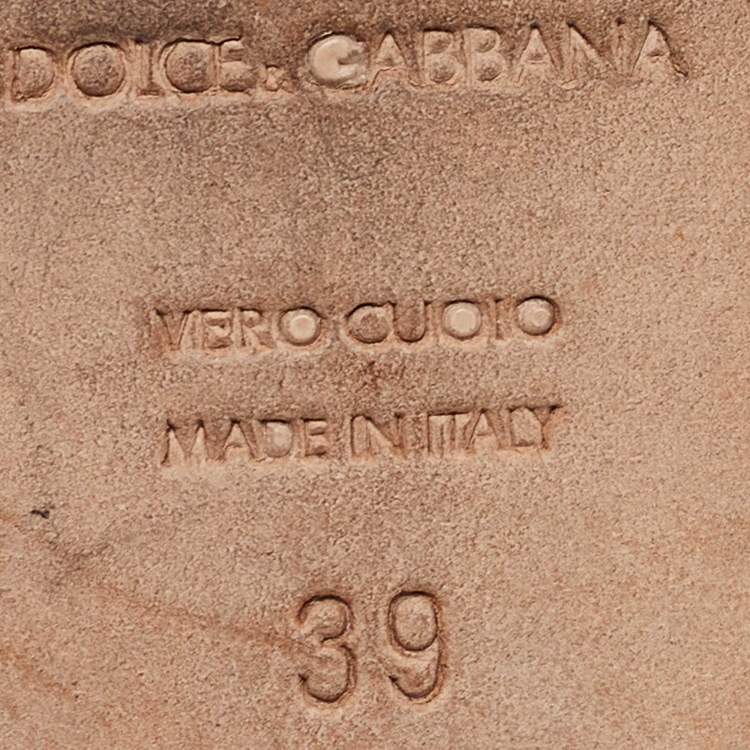 DOLCE & GABBANA
VERO CUOIO
MADE IN ITALY
39